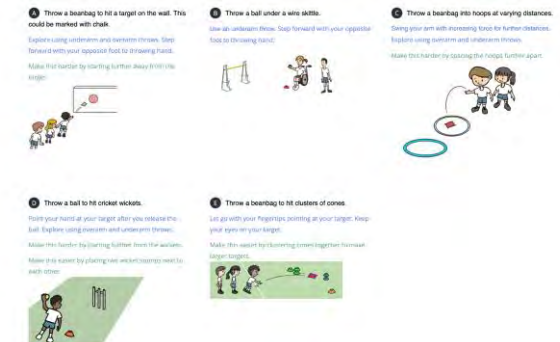 A Throw a beanbag to hit a target on the wall. This
could be marked with chalk.
Explore using underarm and overarm throws. Step
forward with your opposite foot to throwing hand.
Make this harder by starting further away from the
target.
B Throw a ball under a wire skittle.
Use an underarm throw. Step forward with your opposite
foot to throwing hand.
C Throw a beanbag into hoops at varying distances.
Swing your arm with increasing force for further distances.
Explore using overarm and underarm throws.
Make this harder by spacing the hoops further apart.
D Throw a ball to hit cricket wickets.
Point your hand at your target after you release the
ball. Explore using overarm and underarm throws.
Make this harder by starting further from the wickets.
Make this easier by placing two wicket stumps next to
each other.
E Throw a beanbag to hit clusters of cones.
Let go with your fingertips pointing at your target. Keep
your eyes on your target.
Make this easier by clustering cones together to make
larger targets.